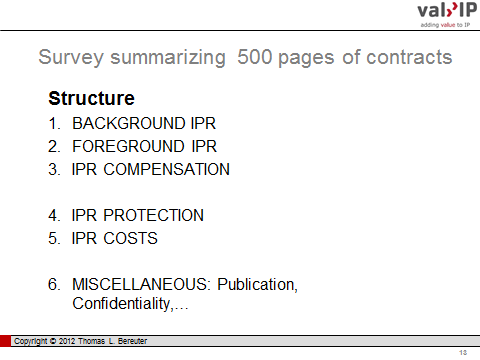 val IP
adding value to IP
Survey summarizing 500 pages of contracts
Structure
1. BACKGROUND IPR
2. FOREGROUND IPR
3. IPR COMPENSATION
4. IPR PROTECTION
5. IPR COSTS
6. MISCELLANEOUS: Publication,
Confidentiality,…
Copyright © 2012 Thomas L. Bereuter
18